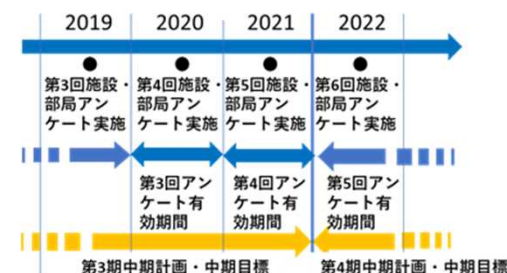 2019 2020 2021 2022
第3回施設・
部局アン
ケート実施
第4回施設・
部局アン
ケート実施
第5回施設・
部局アン
ケート実施
第6回施設・
部局アン
ケート実施
第3回アン
ケート有
効期間
第4回アン
ケート有
効期間
第5回アン
ケート有
効期間
第3期中期計画・中期目標
第4期中期計画・中期目標